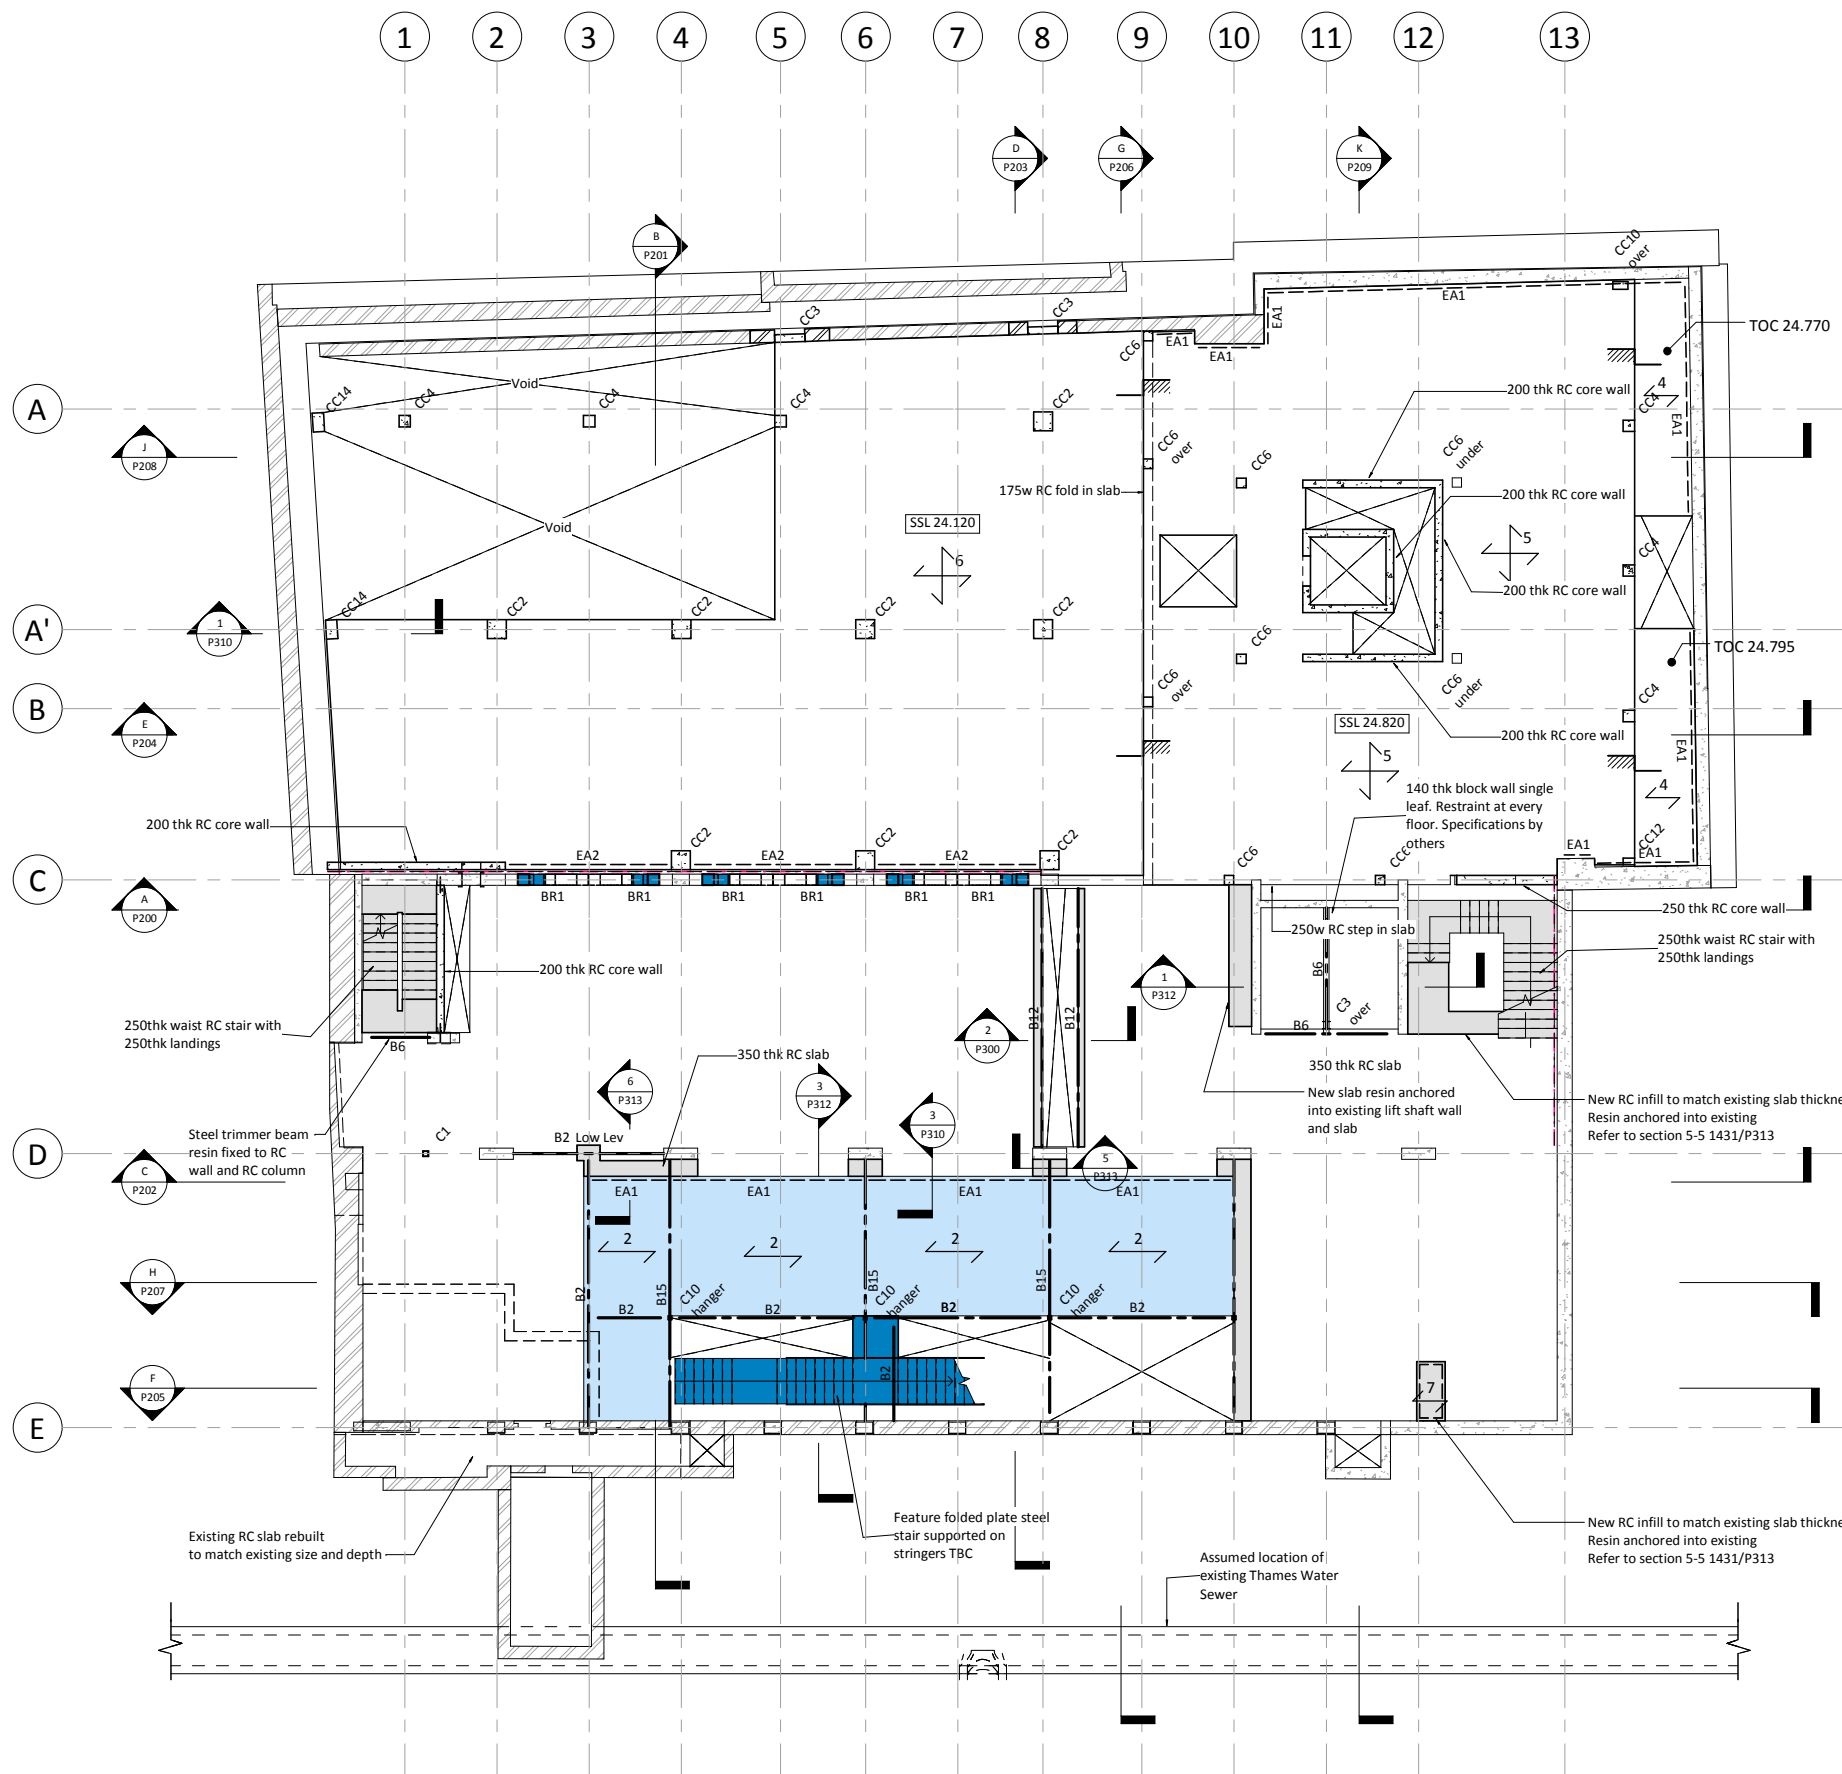 1 2 3 4 5 6 7 8 9 10 11 12 13
D
P203
G
P206
K
P209
B
P201
CC10
over
EA1
EA1
CC3
CC3
CC6
EA1
EA1
TOC 24.770
Void
CC14
CC4
CC4
CC4
CC2
200 thk RC core wall
4
CC4
EA1
A
J
P208
CC6
over
CC6
CC6
under
175w RC fold in slab
200 thk RC core wall
SSL 24.120
Void
6
5
CC4
200 thk RC core wall
A'
1
P310
CC14
CC2
CC2
CC2
CC2
CC6
TOC 24.795
CC6
over
CC6
under
CC4
B
E
P204
SSL 24.820
200 thk RC core wall
EA1
5
4
140 thk block wall single
leaf. Restraint at every
floor. Specifications by
others
200 thk RC core wall
EA2
EA2
EA2
CC2
CC2
CC2
CC6
EA1
CC12
EA1
C
A
P200
BR1
BR1
BR1
BR1
BR1
BR1
250w RC step in slab
250 thk RC core wall
250thk waist RC stair with
250thk landings
200 thk RC core wall
B6
1
P312
C3
over
B6
250thk waist RC stair with
250thk landings
B6
B12
B12
2
P300
350 thk RC slab
6
P313
3
P312
3
P310
350 thk RC slab
New slab resin anchored
into existing lift shaft wall
and slab
New RC infill to match existing slab thickne
Resin anchored into existing
Refer to section 5-5 1431/P313
Steel trimmer beam
resin fixed to RC
wall and RC column
C1
B2 Low Lev
D
C
P202
5
P313
EA1
EA1
EA1
EA1
2
2
2
2
H
P207
B2
B15
B15
B15
C10
hanger
C10
hanger
C10
hanger
B2
B2
B2
B2
B2
F
P205
7
E
Existing RC slab rebuilt
to match existing size and depth
Feature folded plate steel
stair supported on
stringers TBC
New RC infill to match existing slab thickne
Resin anchored into existing
Refer to section 5-5 1431/P313
Assumed location of
existing Thames Water
Sewer